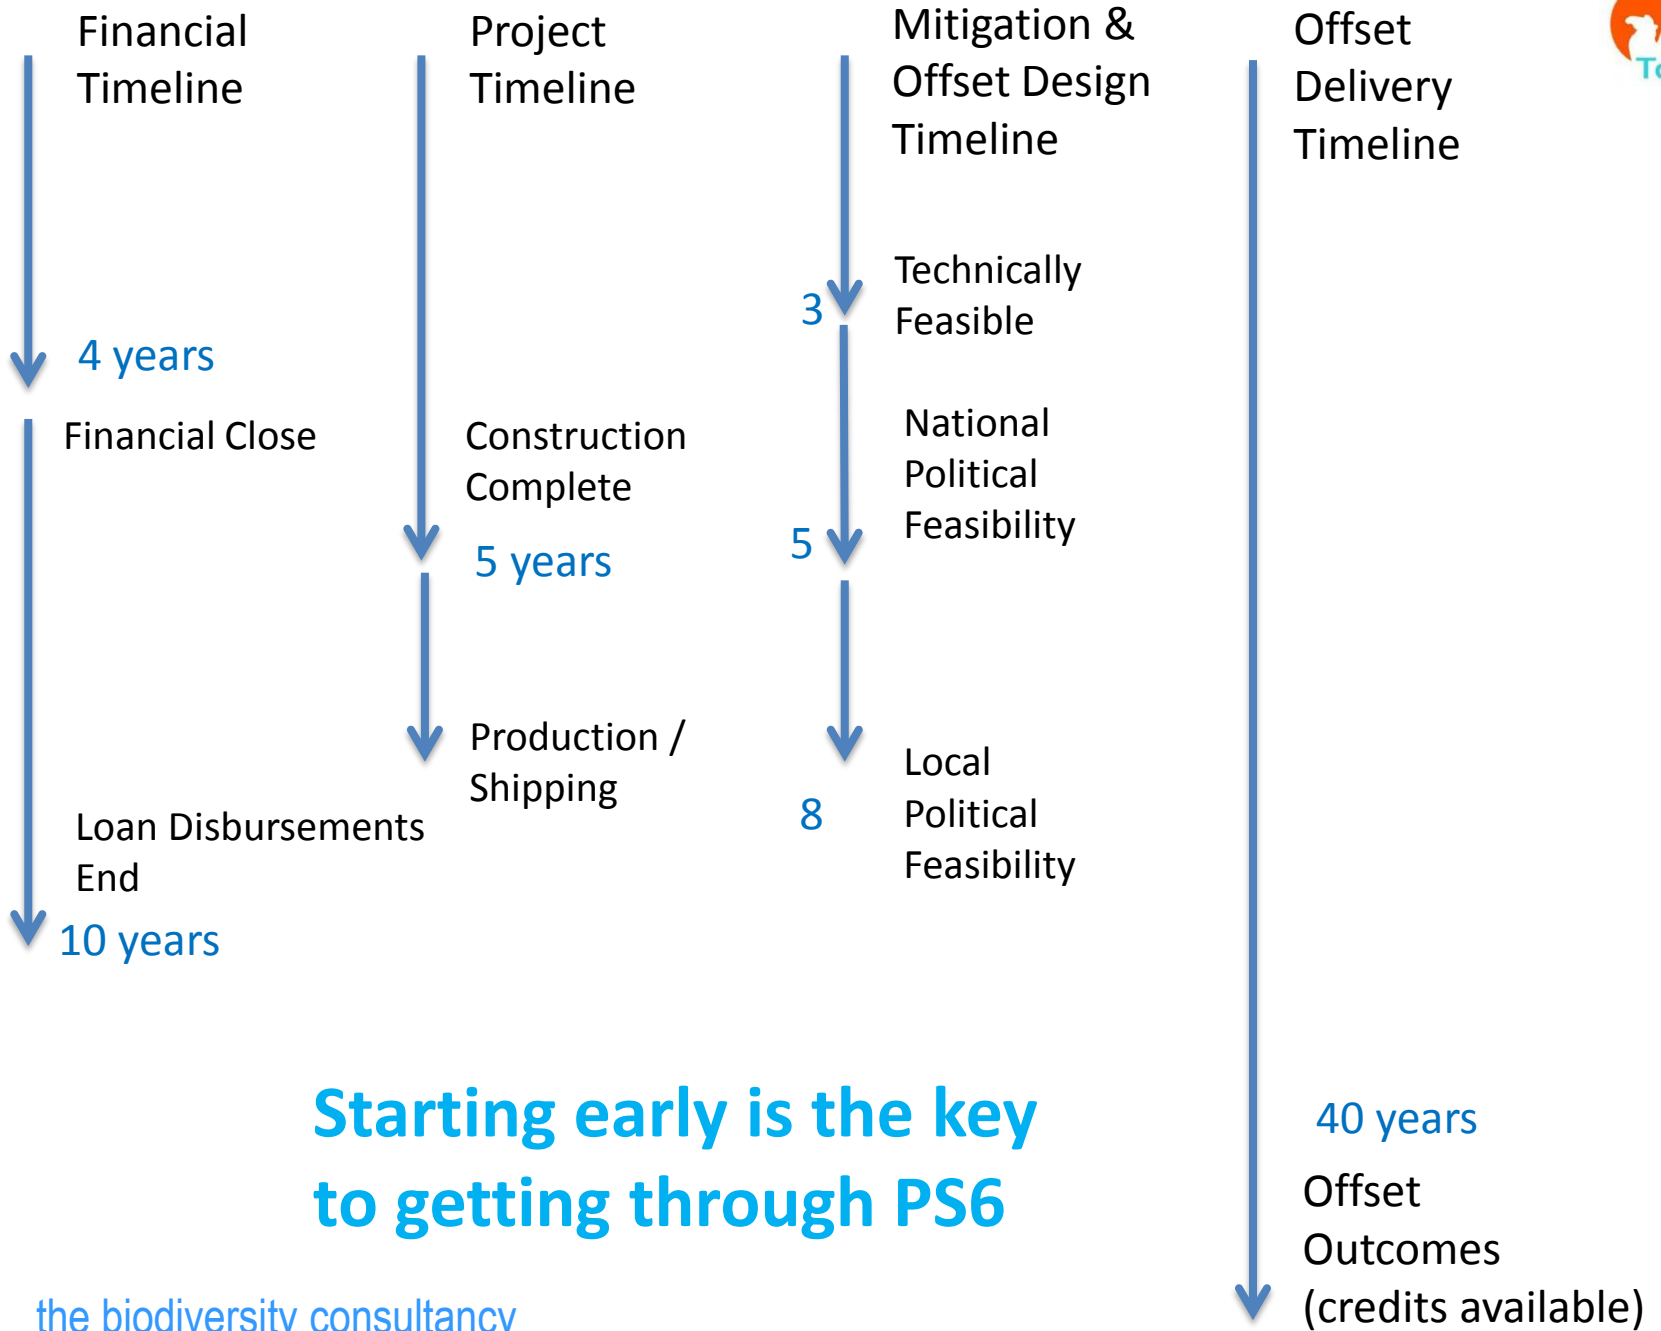 Financial
Timeline
4 years
Financial Close
Loan Disbursements
End
10 years
Project
Timeline
Construction
Complete
5 years
Production /
Shipping
Mitigation &
Offset Design
Timeline
3
Technically
Feasible
National
Political
Feasibility
5
Local
Political
Feasibility
8
Offset
Delivery
Timeline
40 years
Offset
Outcomes
(credits available)
Starting early is the key
to getting through PS6
the biodiversity consultancy